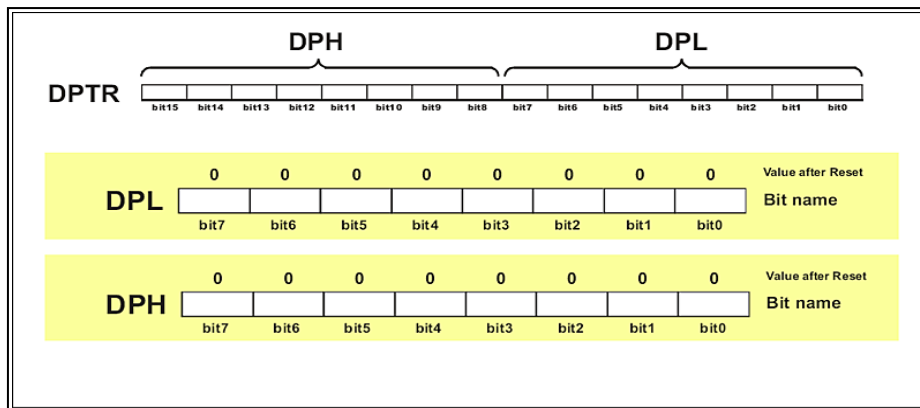 DPH DPL
DPTR
bit15 bit14 bit13 bit12 bit11 bit10 bit9 bit8 bit7 bit6 bit5 bit4 bit3 bit2 bit1 bit0
0 0 0 0 0 0 0 0 Value after Reset
DPL Bit name
bit7 bit6 bit5 bit4 bit3 bit2 bit1 bit0
0 0 0 0 0 0 0 0 Value after Reset
DPH Bit name
bit7 bit6 bit5 bit4 bit3 bit2 bit1 bit0